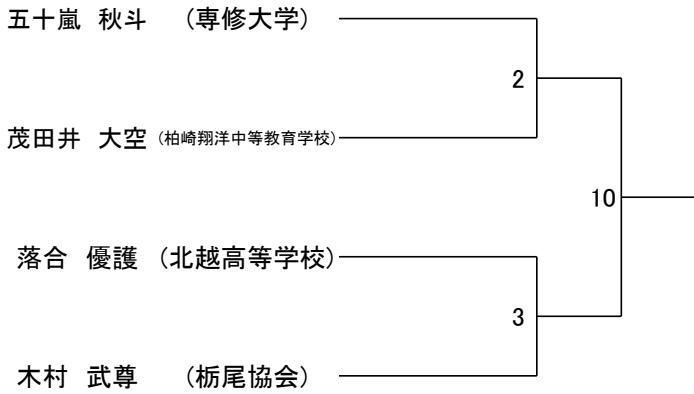 五十嵐 秋斗 (専修大学)
2
茂田井 大空 (柏崎翔洋中等教育学校)
10
落合 優護 (北越高等学校)
3
木村 武尊 (栃尾協会)